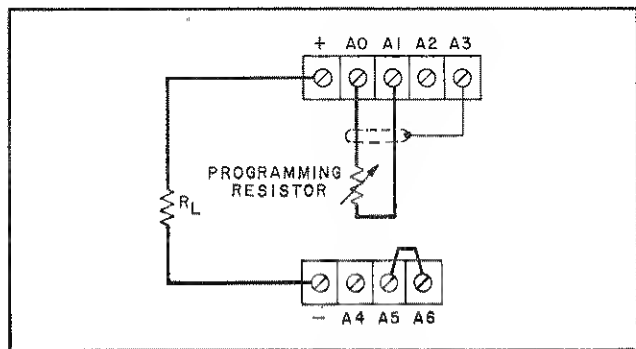 + A0 A1 A2 A3
PROGRAMMING
RESISTOR
RL
- A4 A5 A6